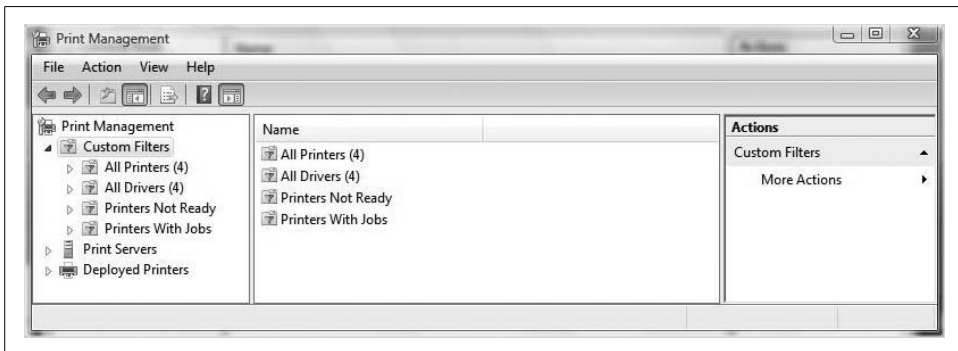 Print Management
File Action View Help
Print Management
Custom Filters
All Printers (4)
All Drivers (4)
Printers Not Ready
Printers With Jobs
Print Servers
Deployed Printers
Name
All Printers (4)
All Drivers (4)
Printers Not Ready
Printers With Jobs
Actions
Custom Filters
More Actions